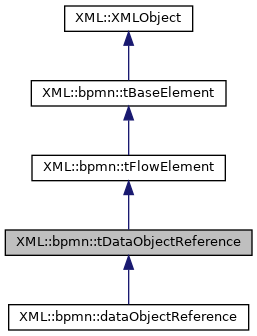 XML::XMLObject
XML::bpmn::tBaseElement
XML::bpmn::tFlowElement
XML::bpmn::tDataObjectReference
XML::bpmn::dataObjectReference